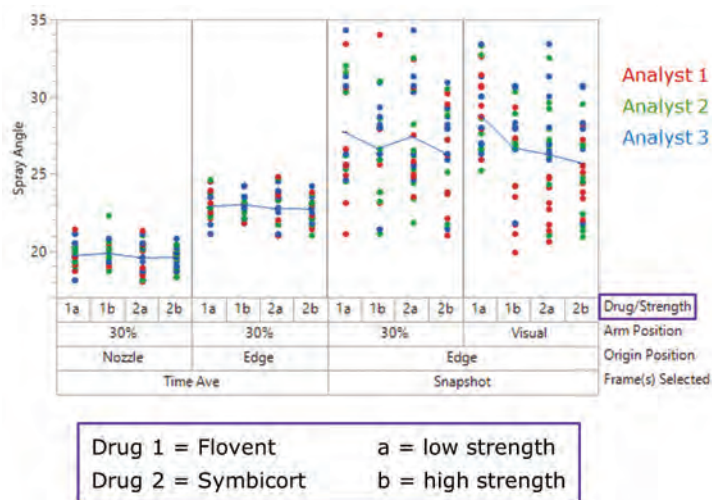 35
30
25
20
Spray Angle
Analyst 1
Analyst 2
Analyst 3
1a 1b 2a 2b 1a 1b 2a 2b 1a 1b 2a 2b 1a 1b 2a 2b Drug/Strength
30% 30% 30% Visual Arm Position
Nozzle Edge Edge Origin Position
Time Ave Snapshot Frame(s) Selected
Drug 1 = Flovent a = low strength
Drug 2 = Symbicort b = high strength